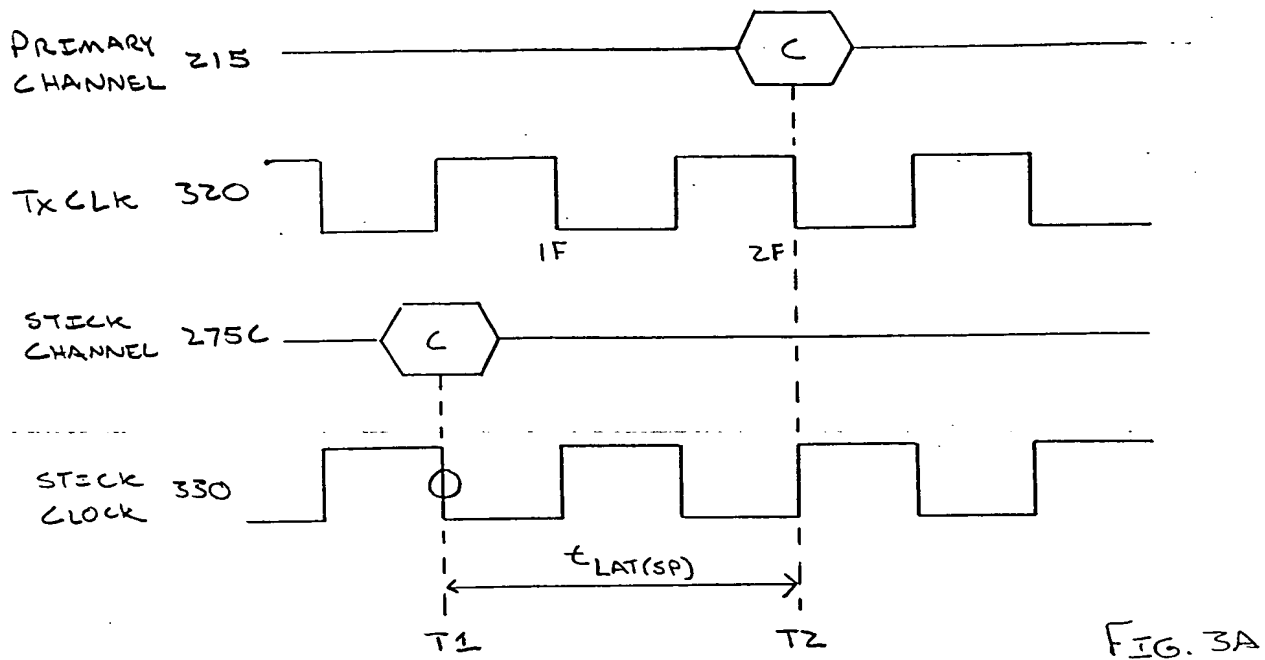 PRIMARY
CHANNEL 215
C
TxCLK 320
1F 2F
STICK
CHANNEL 275C
C
STICK
CLOCK 330
tLAT(SP)
T1 T2
FIG. 3A